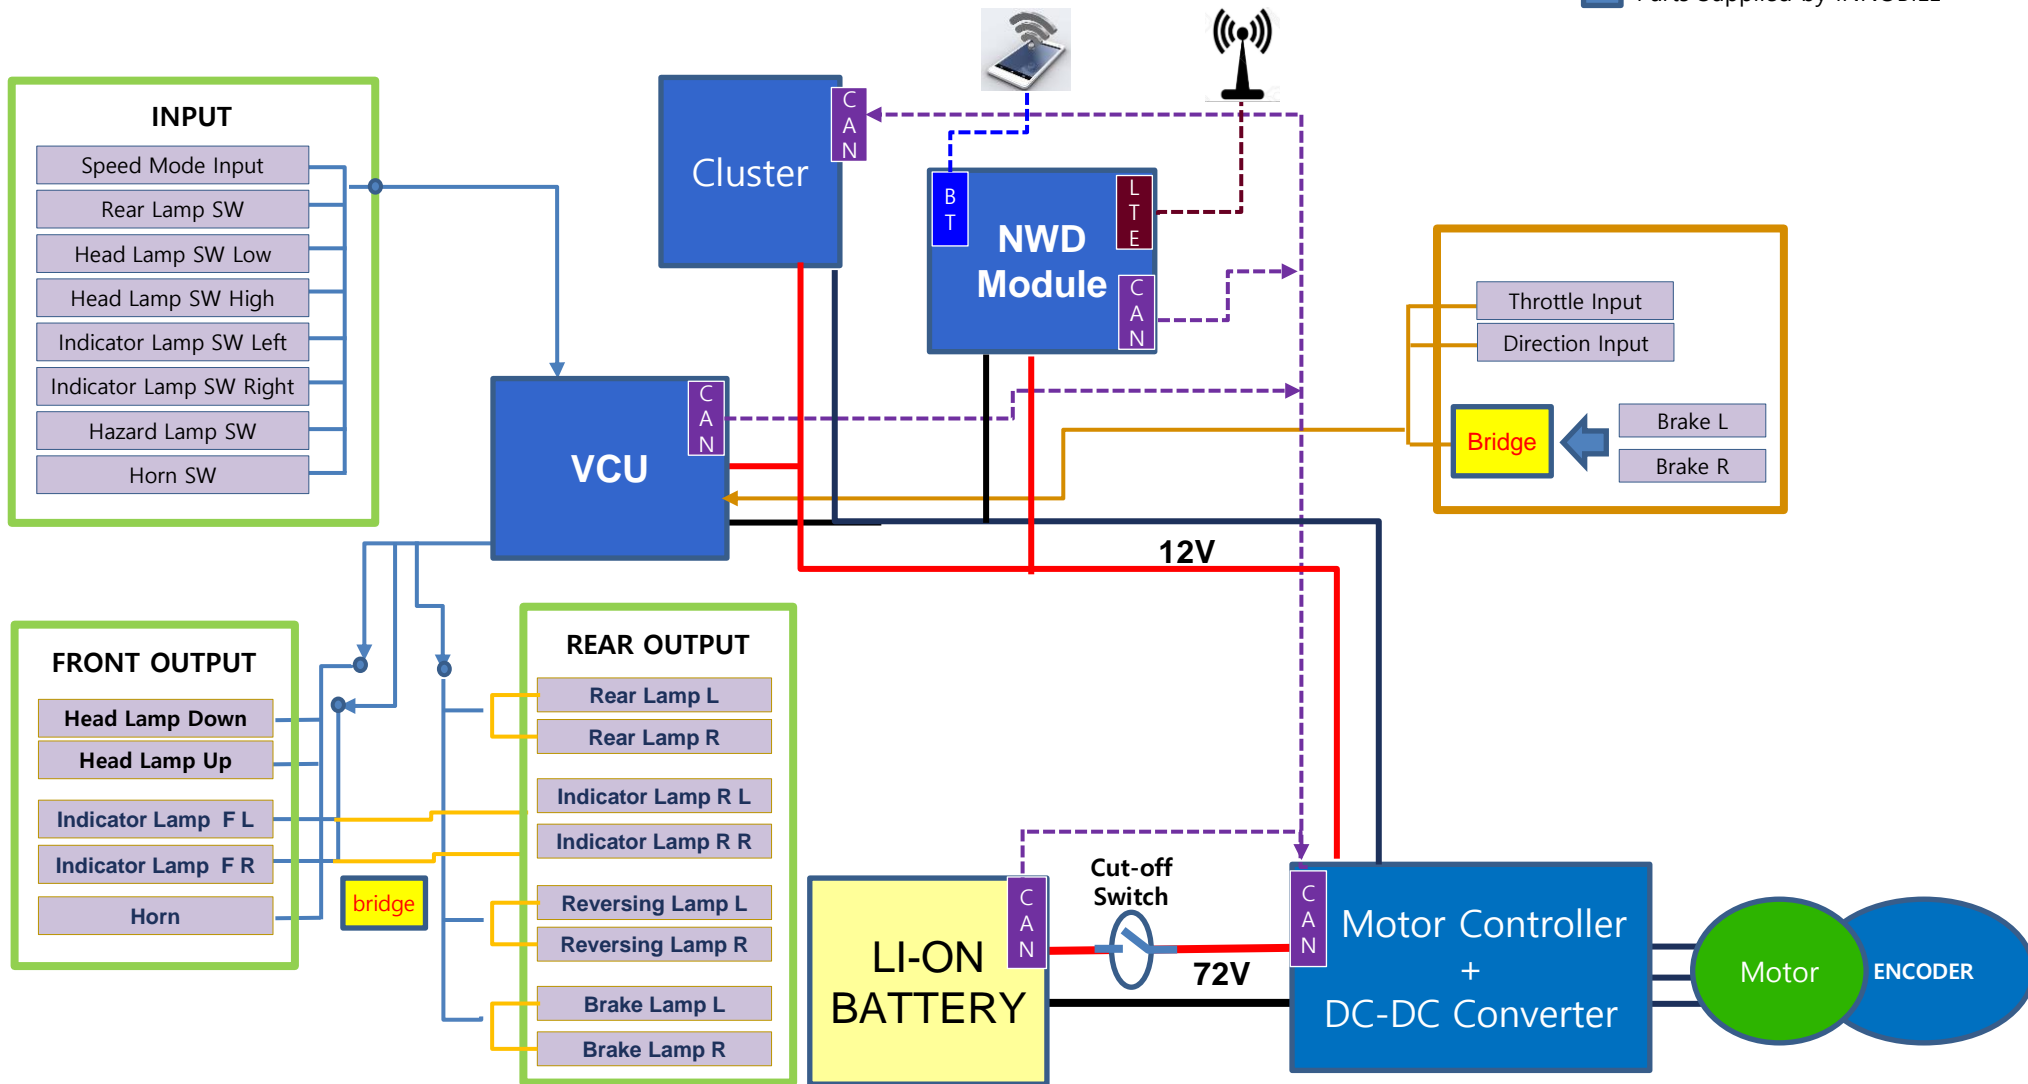 INPUT
Speed Mode Input
Rear Lamp SW
Head Lamp SW Low
Head Lamp SW High
Indicator Lamp SW Left
Indicator Lamp SW Right
Hazard Lamp SW
Horn SW
Cluster
CAN
BT
LTE
NWD
Module
CAN
VCU
CAN
Throttle Input
Direction Input
Bridge
Brake L
Brake R
12V
FRONT OUTPUT
Head Lamp Down
Head Lamp Up
Indicator Lamp F L
Indicator Lamp F R
Horn
bridge
REAR OUTPUT
Rear Lamp L
Rear Lamp R
Indicator Lamp R L
Indicator Lamp R R
Reversing Lamp L
Reversing Lamp R
Brake Lamp L
Brake Lamp R
LI-ON
BATTERY
CAN
Cut-off
Switch
72V
CAN
Motor Controller
+
DC-DC Converter
Motor
ENCODER